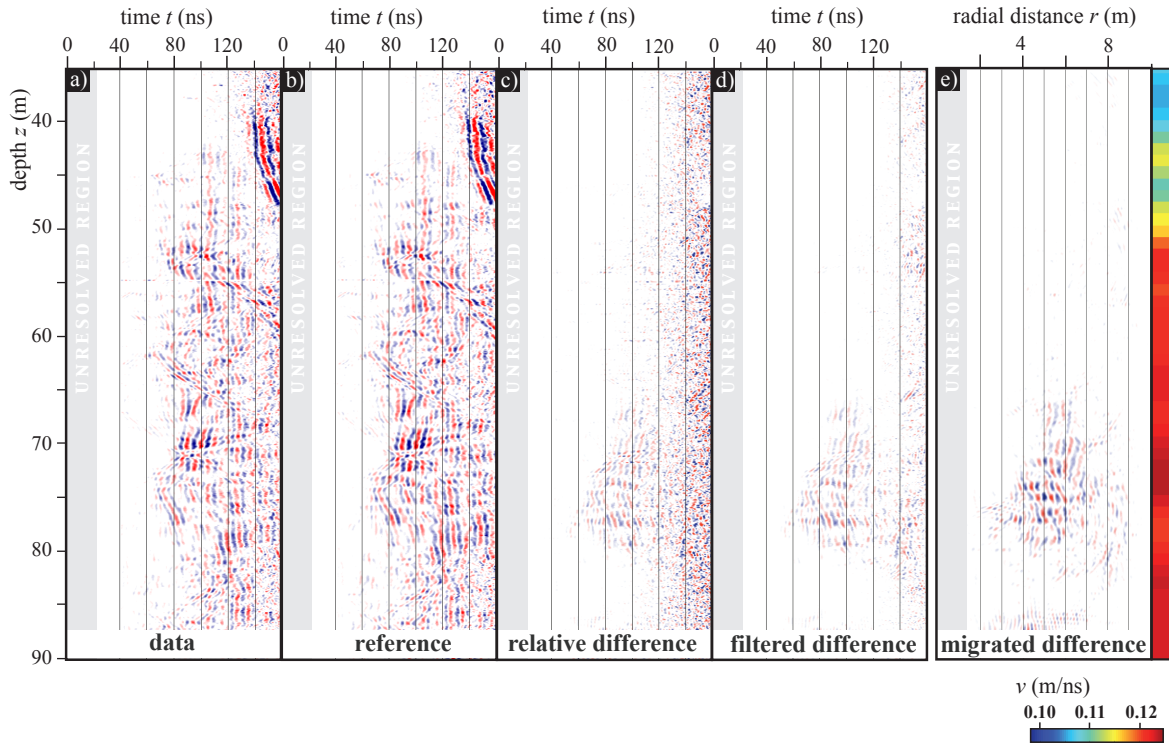 time t (ns) time t (ns) time t (ns) time t (ns) radial distance r (m)
0 40 80 120 0 40 80 120 0 40 80 120 0 40 80 120 4 8
a) b) c) d) e)
depth z (m)
40
50
60
70
80
90
UNRESOLVED REGION UNRESOLVED REGION UNRESOLVED REGION UNRESOLVED REGION UNRESOLVED REGION
data reference relative difference filtered difference migrated difference
v (m/ns)
0.10 0.11 0.12